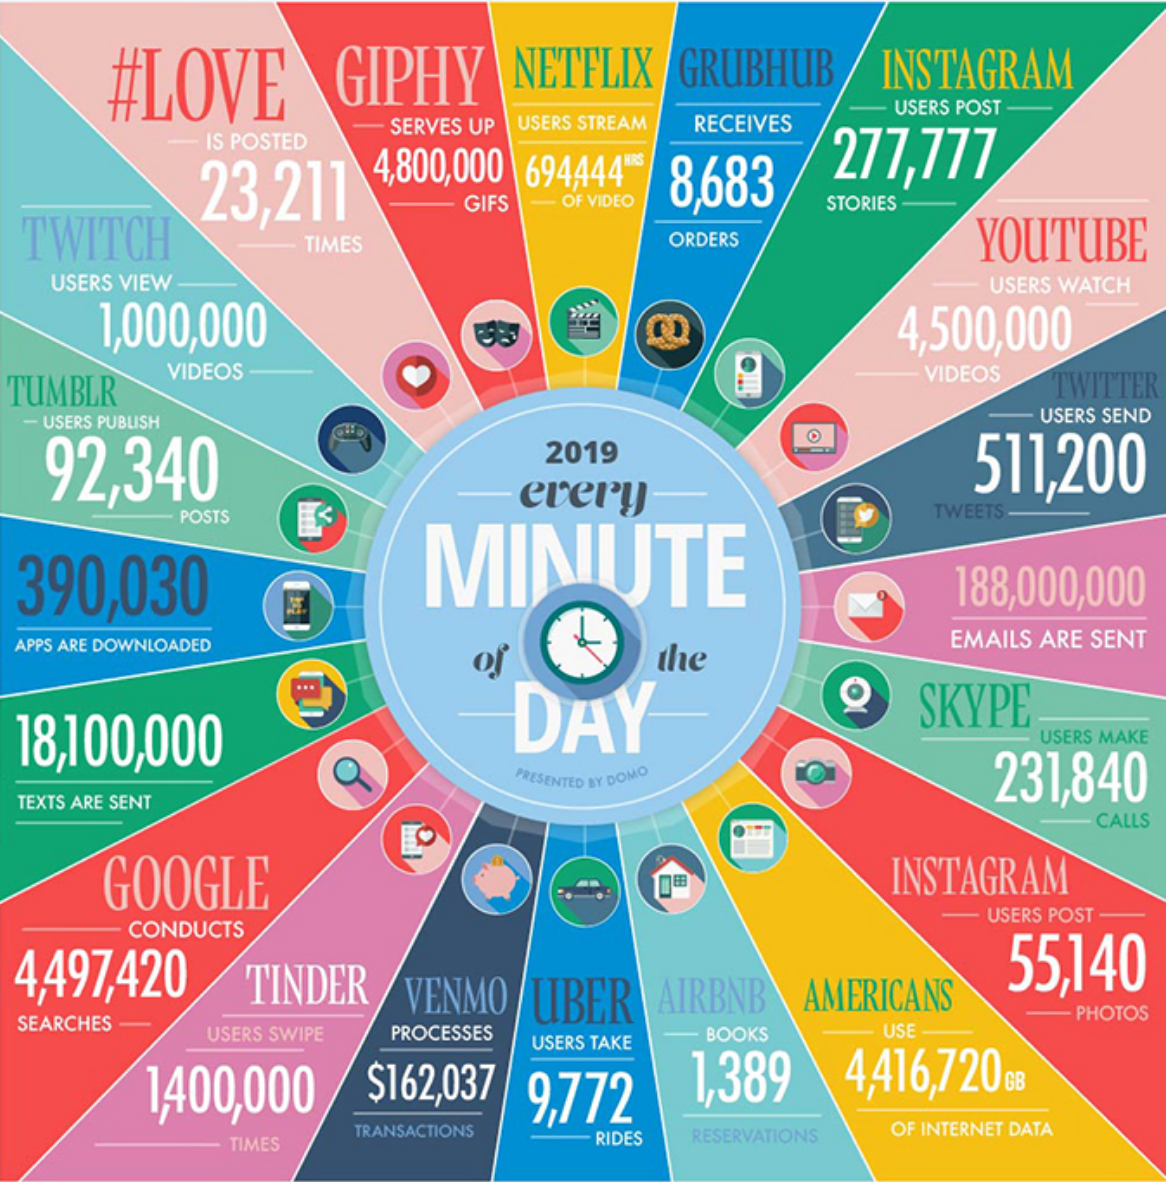 #LOVE
IS POSTED
23,211
TIMES
GIPHY
SERVES UP
4,800,000
GIFS
NETFLIX
USERS STREAM
694,444 HRS
OF VIDEO
GRUBHUB
RECEIVES
8,683
ORDERS
INSTAGRAM
USERS POST
277,777
STORIES
YOUTUBE
USERS WATCH
4,500,000
VIDEOS
TWITTER
USERS SEND
511,200
TWEETS
188,000,000
EMAILS ARE SENT
SKYPE
USERS MAKE
231,840
CALLS
INSTAGRAM
USERS POST
55,140
PHOTOS
AMERICANS
USE
4,416,720 GB
OF INTERNET DATA
AIRBNB
BOOKS
1,389
RESERVATIONS
UBER
USERS TAKE
9,772
RIDES
VENMO
PROCESSES
$162,037
TRANSACTIONS
TINDER
USERS SWIPE
1,400,000
TIMES
GOOGLE
CONDUCTS
4,497,420
SEARCHES
18,100,000
TEXTS ARE SENT
390,030
APPS ARE DOWNLOADED
TUMBLR
USERS PUBLISH
92,340
POSTS
TWITCH
USERS VIEW
1,000,000
VIDEOS
2019
every
MINUTE
of the
DAY
PRESENTED BY DOMO